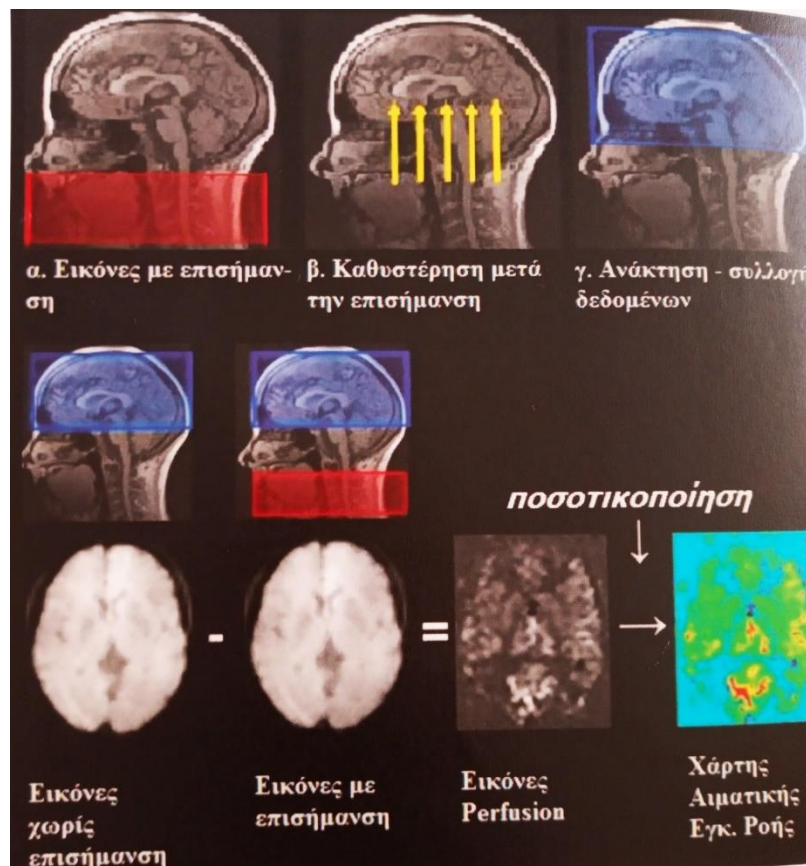 α. Εικόνες με επισήμαν-
ση
β. Καθυστέρηση μετά
την επισήμανση
γ. Ανάκτηση - συλλογή
δεδομένων
ποσοτικοποίηση
Εικόνες
χωρίς
επισήμανση
Εικόνες με
επισήμανση
Εικόνες
Perfusion
Χάρτης
Αιματικής
Εγκ. Ροής